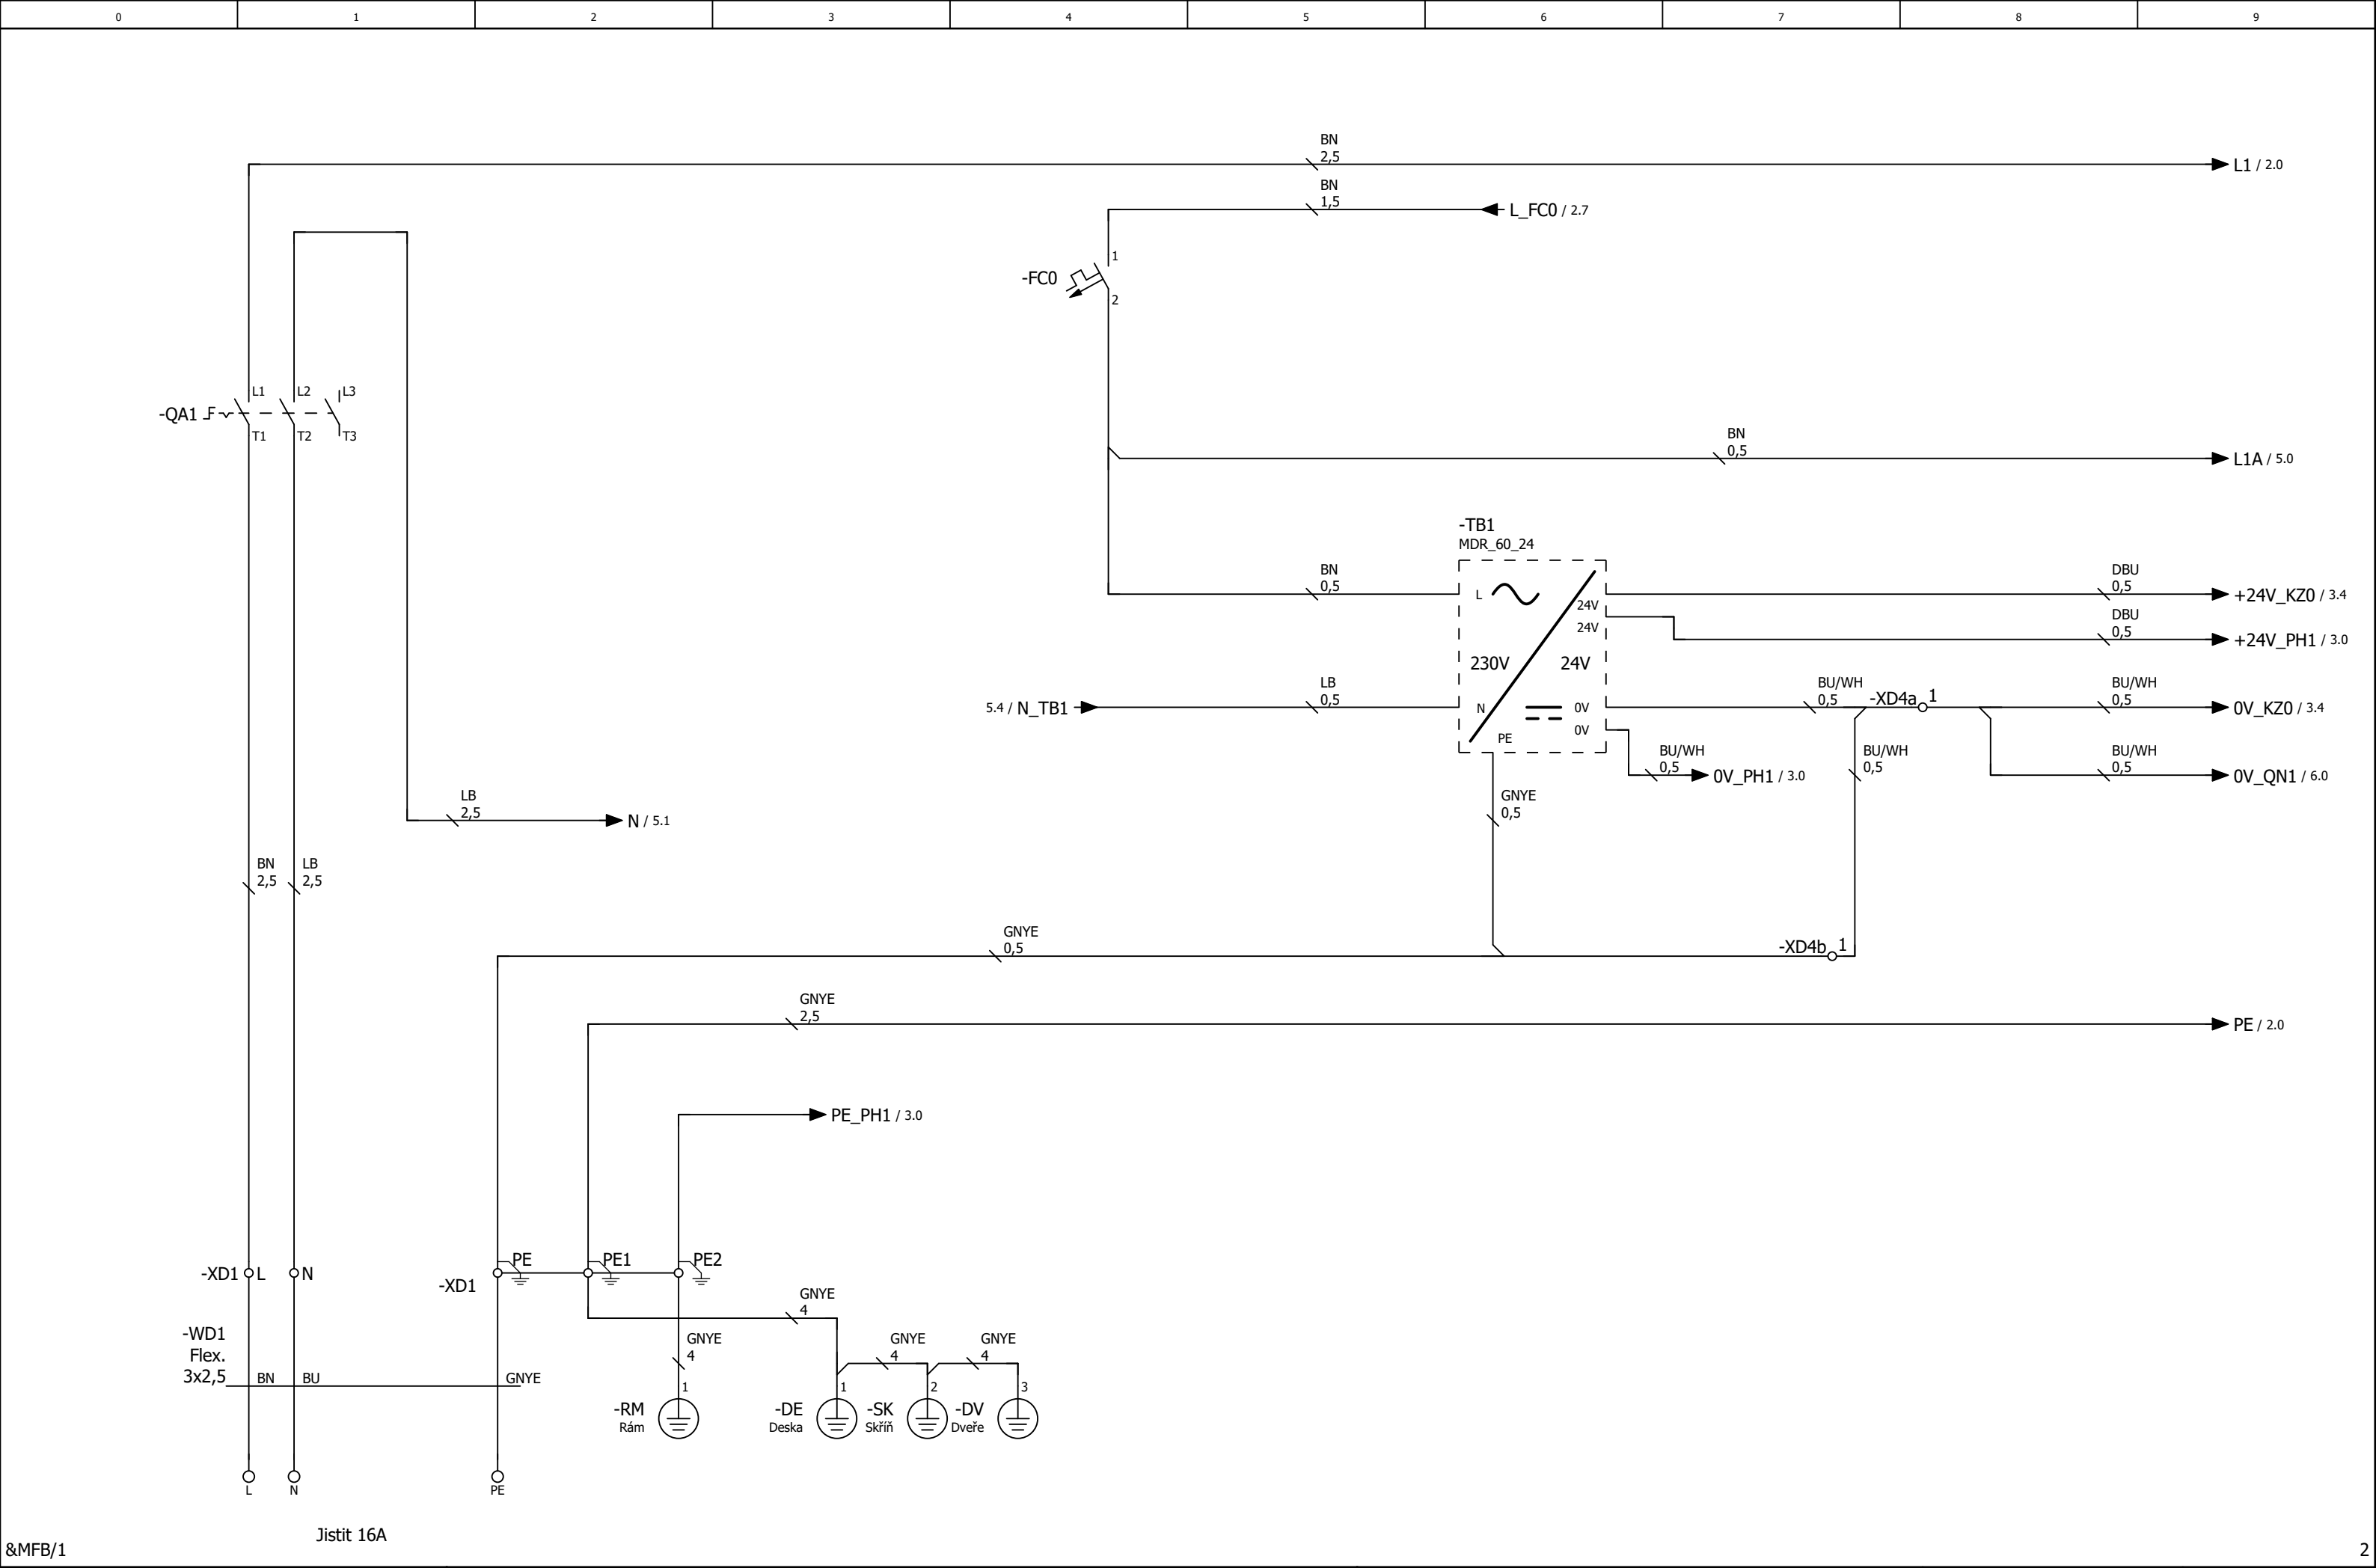 0 1 2 3 4 5 6 7 8 9
BN
2,5
L1 / 2.0
BN
1,5
L_FC0 / 2.7
1
-FC0
2
L1 L2 L3
-QA1
T1 T2 T3
BN
0,5
L1A / 5.0
-TB1
MDR_60_24
BN
0,5
L
24V
24V
230V 24V
N
0V
0V
PE
DBU
0,5
+24V_KZ0 / 3.4
DBU
0,5
+24V_PH1 / 3.0
5.4 / N_TB1
LB
0,5
BU/WH
0,5
-XD4a 1
BU/WH
0,5
0V_KZ0 / 3.4
BU/WH
0,5
0V_PH1 / 3.0
BU/WH
0,5
BU/WH
0,5
0V_QN1 / 6.0
LB
2,5
N / 5.1
GNYE
0,5
BN
2,5
LB
2,5
GNYE
0,5
-XD4b 1
GNYE
2,5
PE / 2.0
PE_PH1 / 3.0
-XD1 L N
-XD1 PE PE1 PE2
GNYE
4
-WD1
Flex.
3x2,5
BN BU GNYE
GNYE
4
GNYE
4
GNYE
4
1 1 2 3
-RM
Rám
-DE
Deska
-SK
Skříň
-DV
Dveře
L N PE
Jistit 16A
&MFB/1
2